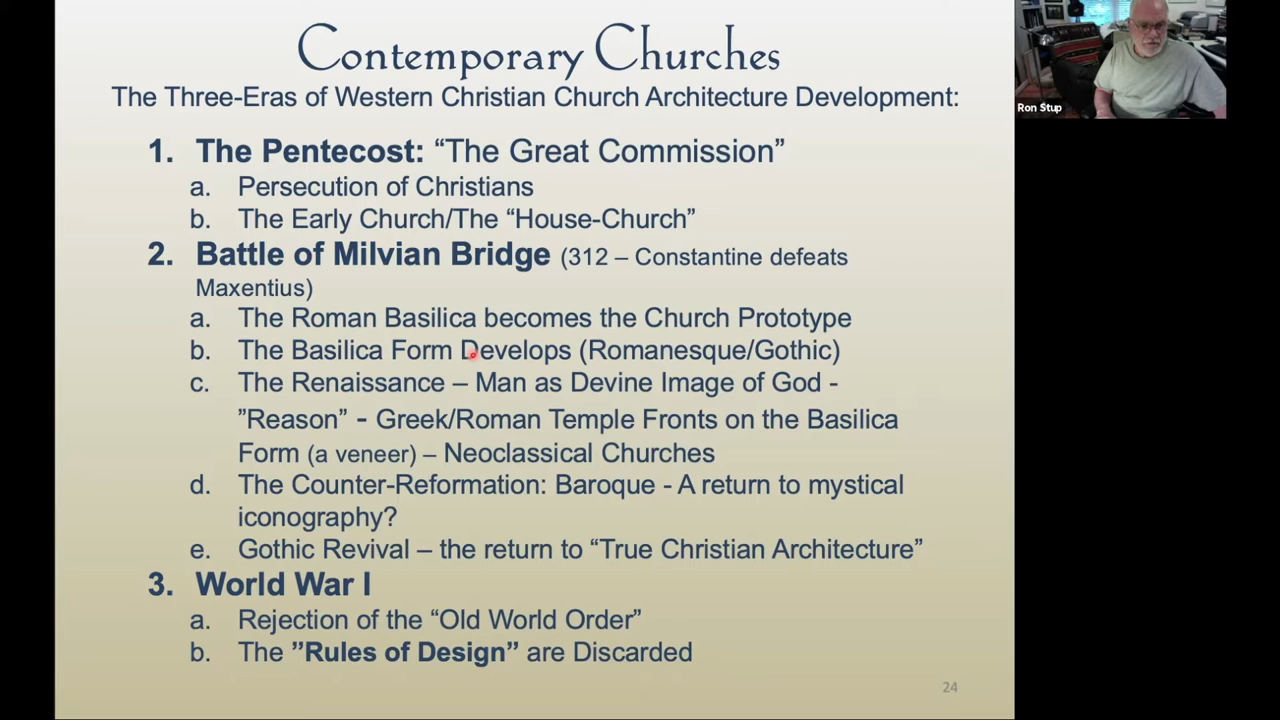 Contemporary Churches
The Three-Eras of Western Christian Church Architecture Development:
1. The Pentecost: “The Great Commission”
a. Persecution of Christians
b. The Early Church/The “House-Church”
2. Battle of Milvian Bridge (312 – Constantine defeats
Maxentius)
a. The Roman Basilica becomes the Church Prototype
b. The Basilica Form Develops (Romanesque/Gothic)
c. The Renaissance – Man as Devine Image of God -
”Reason” - Greek/Roman Temple Fronts on the Basilica
Form (a veneer) – Neoclassical Churches
d. The Counter-Reformation: Baroque - A return to mystical
iconography?
e. Gothic Revival – the return to “True Christian Architecture”
3. World War I
a. Rejection of the “Old World Order”
b. The ”Rules of Design” are Discarded
24
Ron Stup